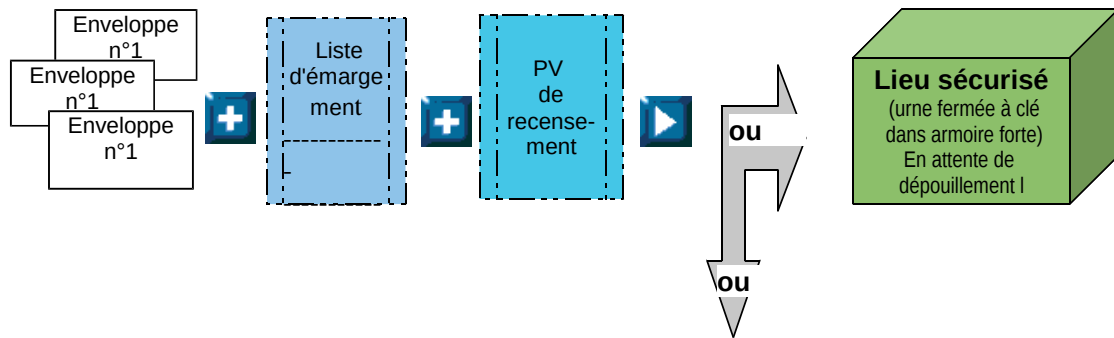 Enveloppe
n°1
Enveloppe
n°1
Enveloppe
n°1
Liste
d'émarge
ment
-
PV
de
recense-
ment
ou
ou
Lieu sécurisé
(urne fermée à clé
dans armoire forte)
En attente de
dépouillement l